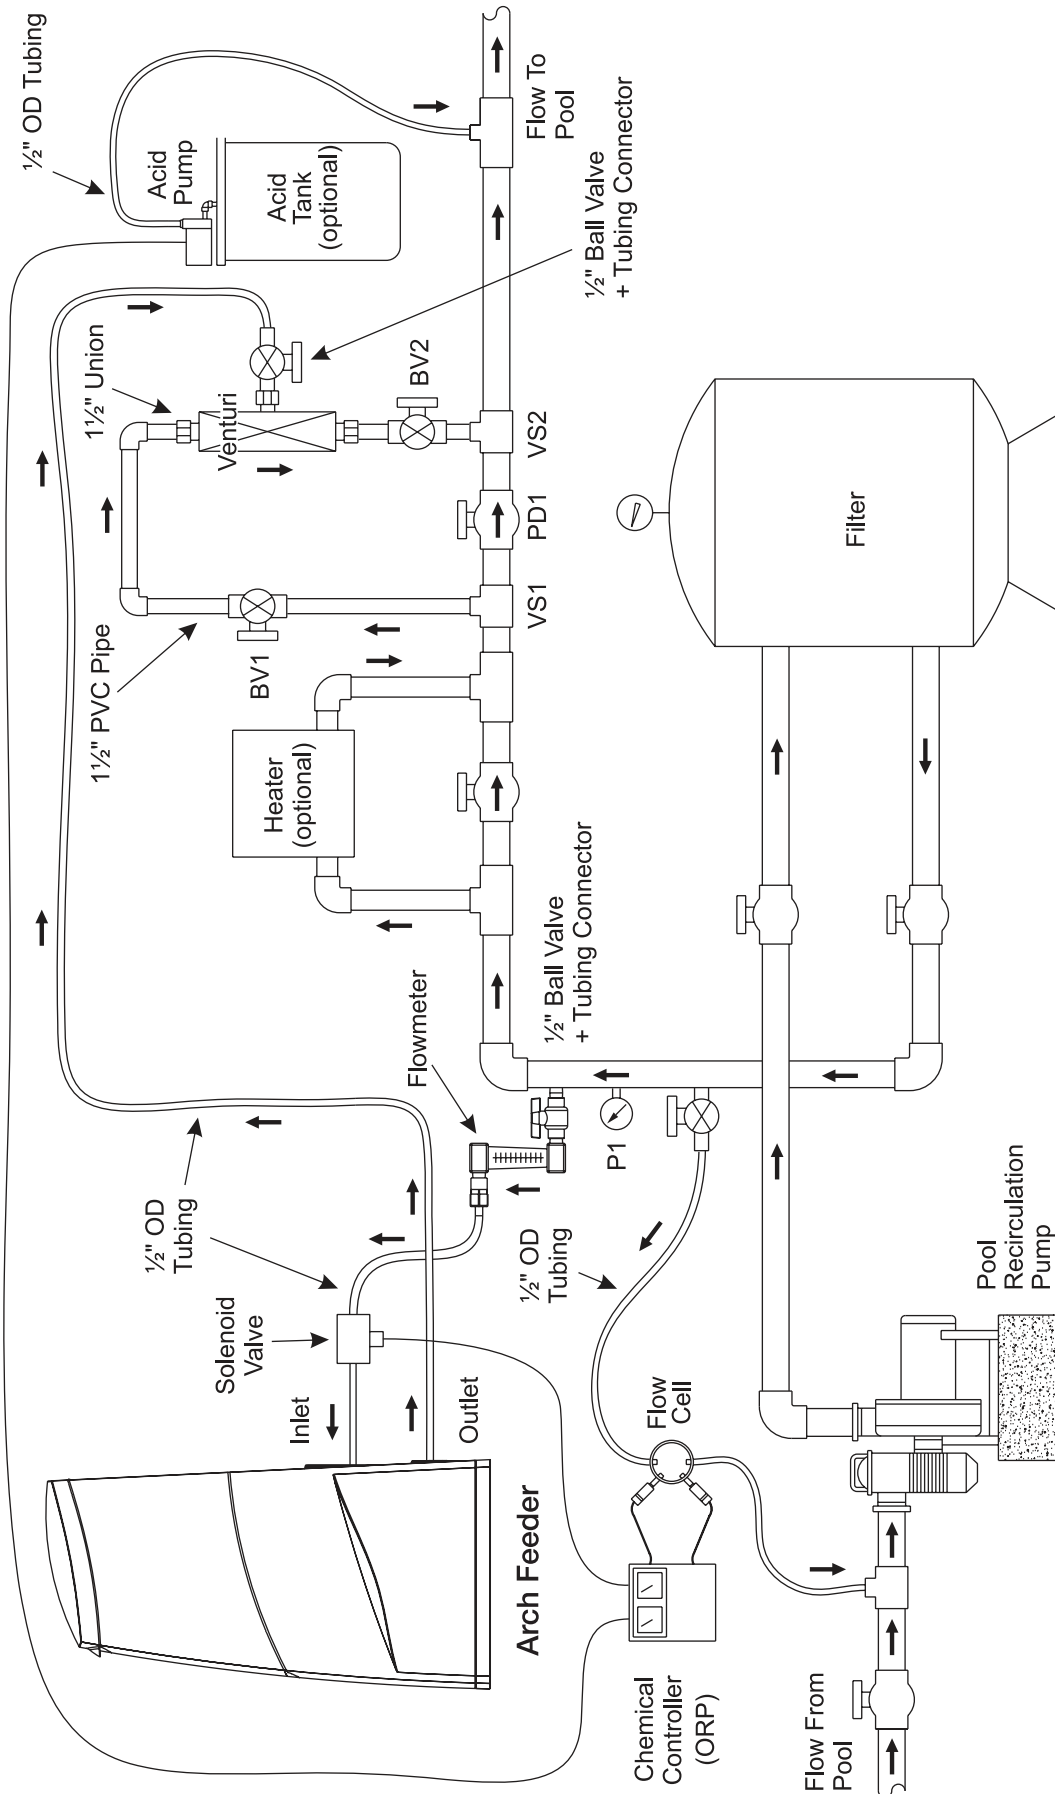 ½" OD Tubing
Acid
Pump
Acid
Tank
(optional)
Flow To
Pool
½" Ball Valve
+ Tubing Connector
1½" Union
Venturi
BV2
VS2
PD1
VS1
BV1
1½" PVC Pipe
Heater
(optional)
Filter
½" Ball Valve
+ Tubing Connector
Flowmeter
P1
½" OD
Tubing
½" OD
Tubing
Solenoid
Valve
Inlet
Outlet
Flow
Cell
Arch Feeder
Chemical
Controller
(ORP)
Pool
Recirculation
Pump
Flow From
Pool